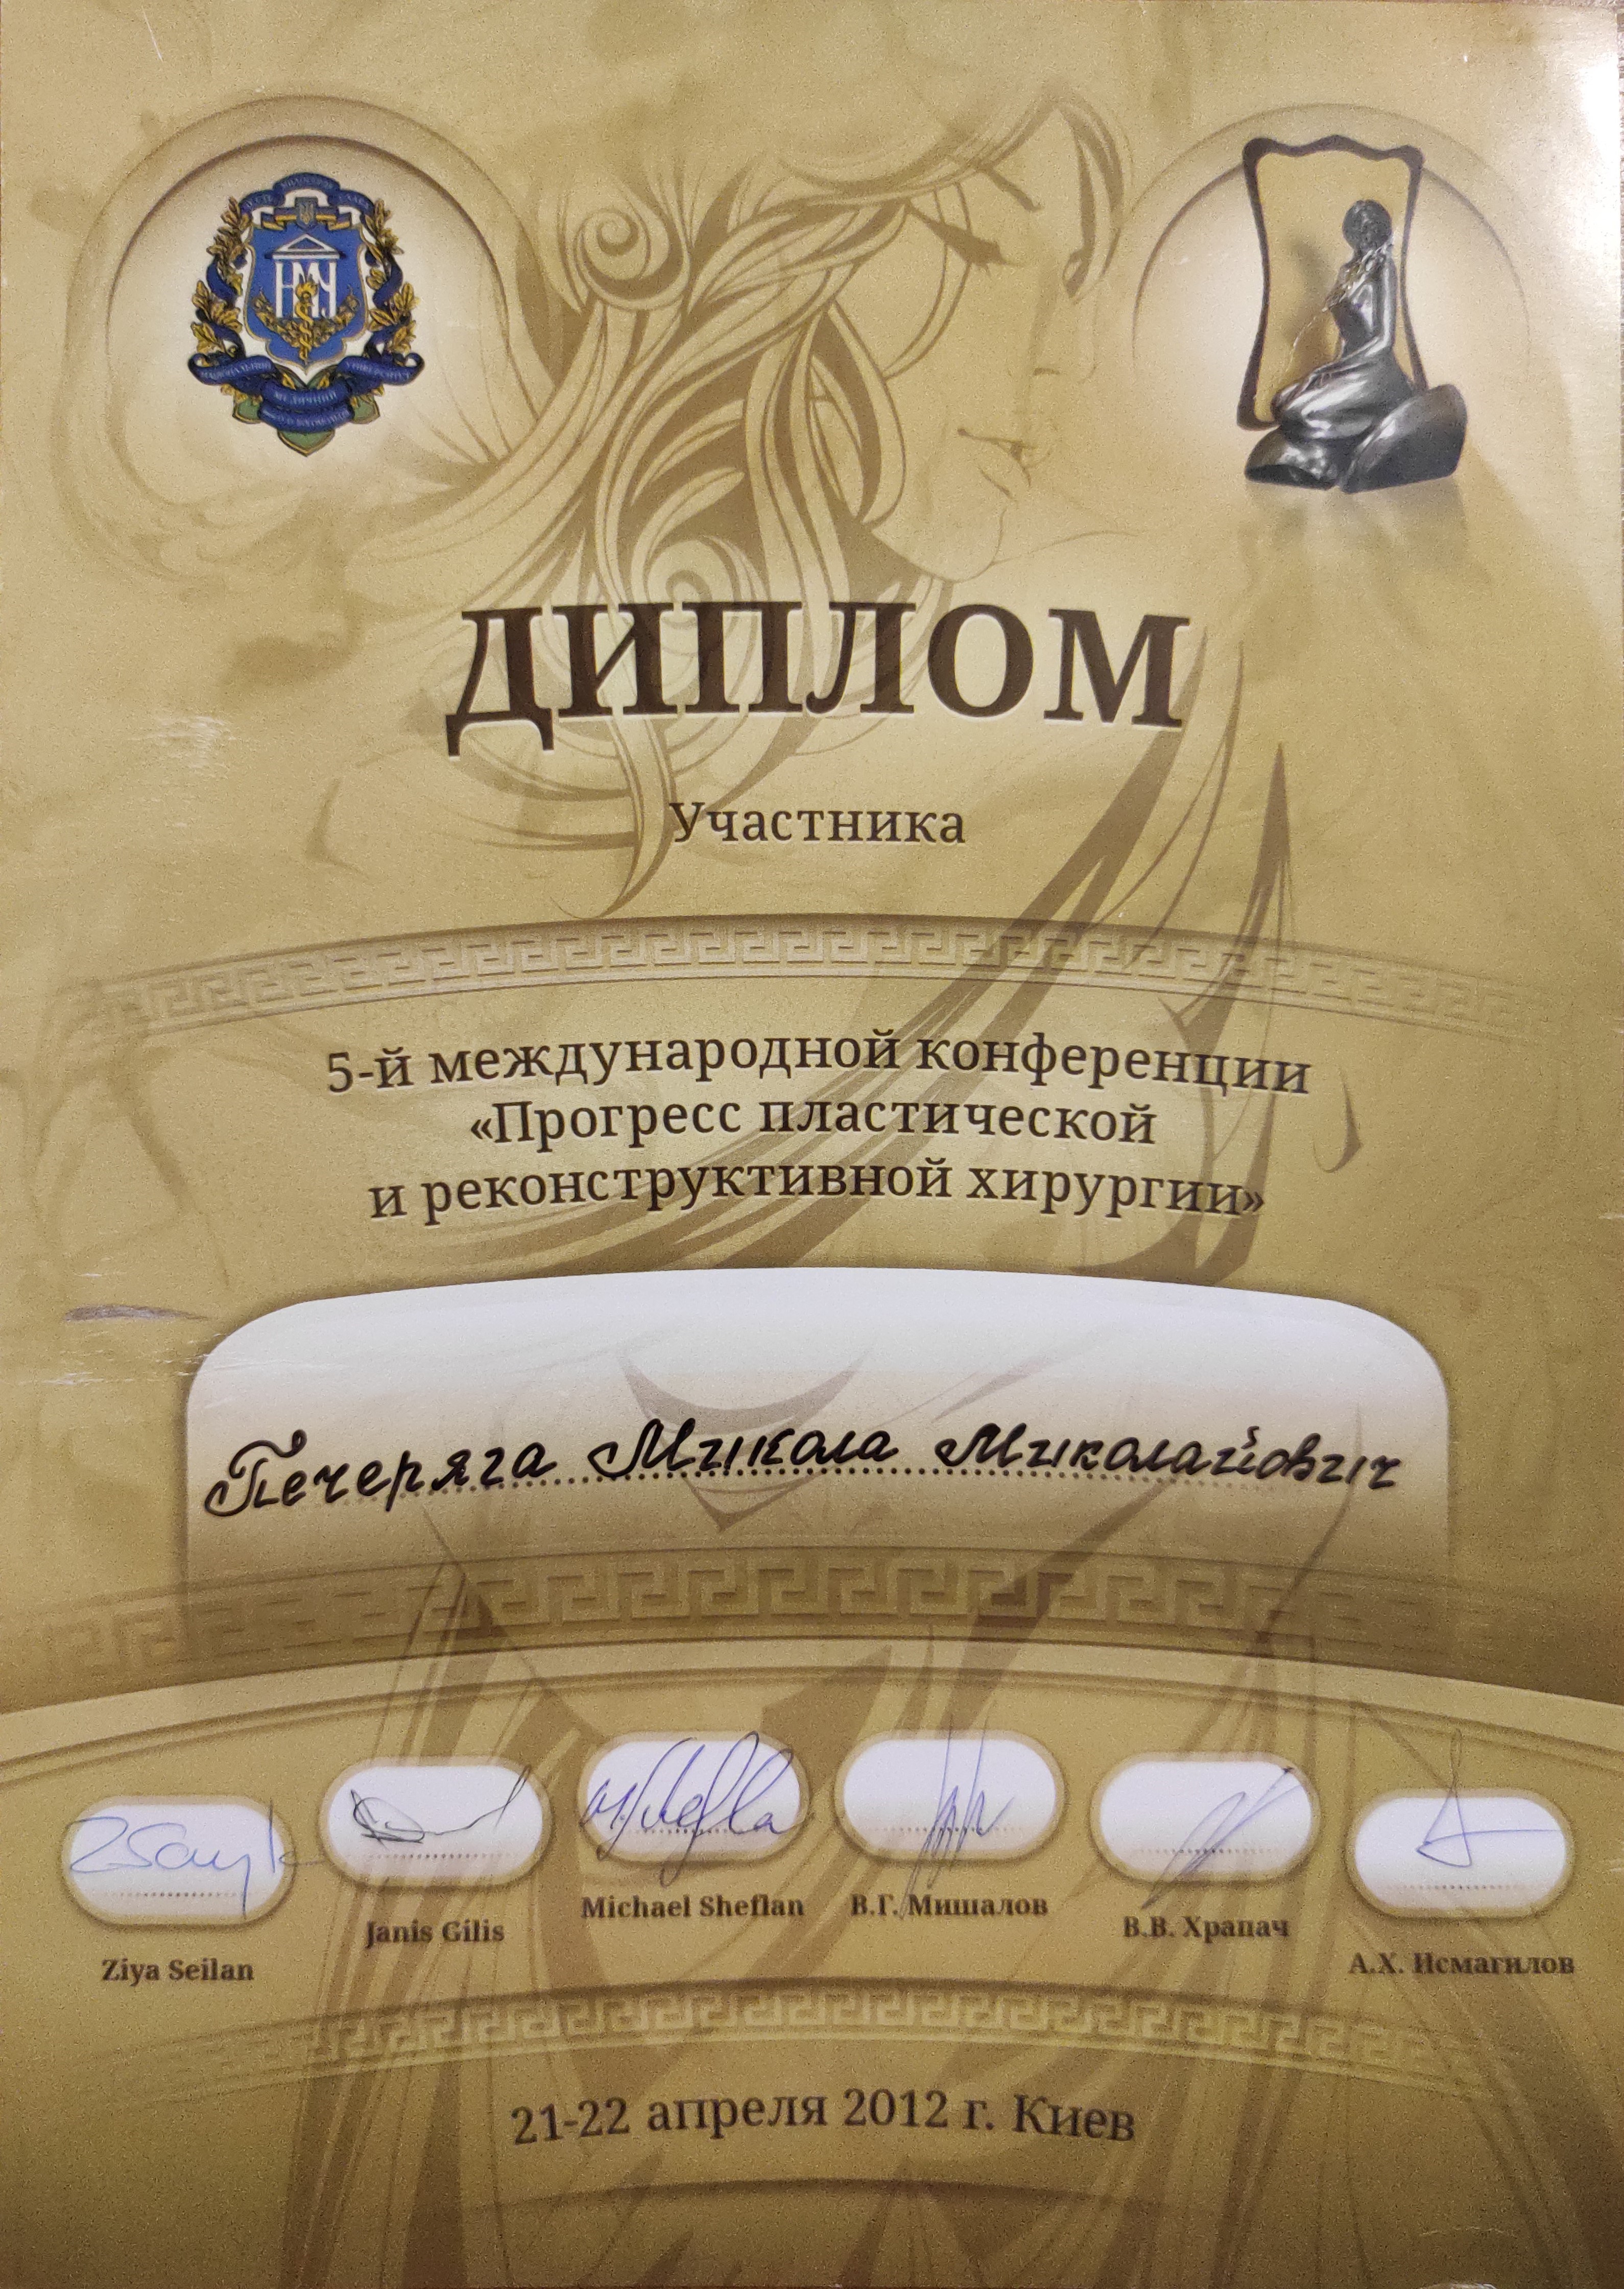 НМУ
ДИПЛОМ
Участника
5-й международной конференции
«Прогресс пластической
и реконструктивной хирургии»
Печеряга Микола Миколайович
Michael Sheflan
В.Г. Мишалов
Janis Gilis
В.В. Храпач
Ziya Seilan
А.Х. Исмагилов
21-22 апреля 2012 г. Киев